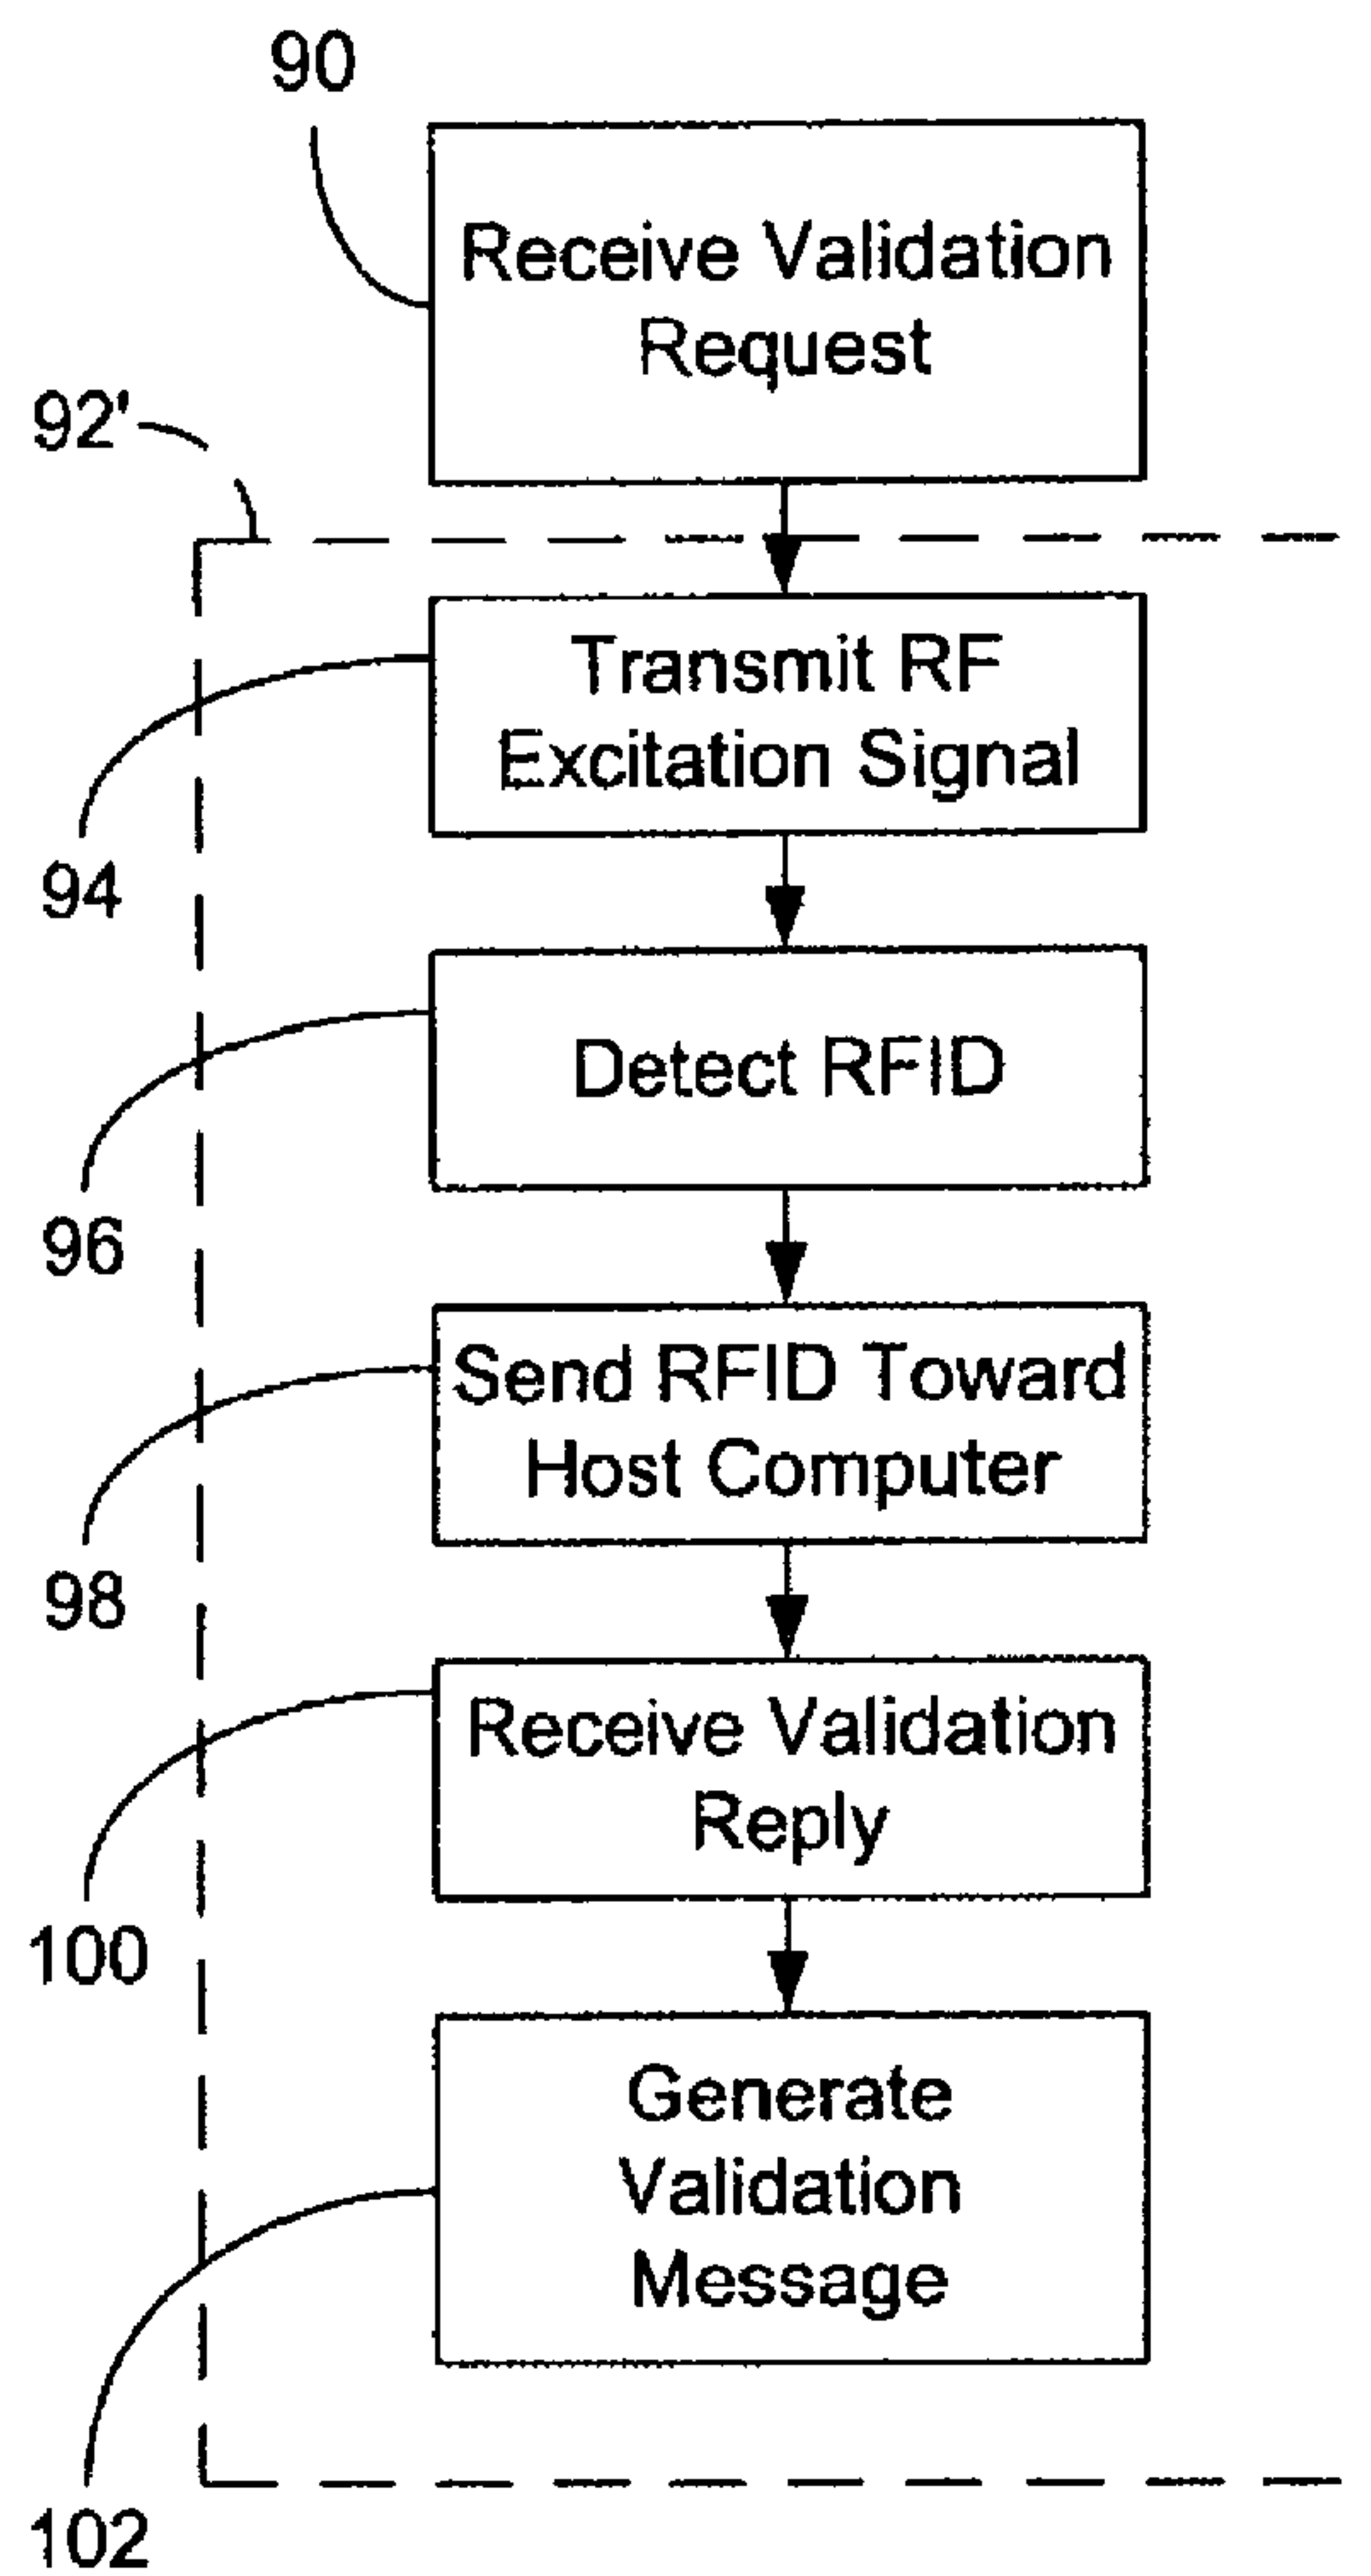 90
Receive Validation
Request
92'
Transmit RF
Excitation Signal
94
Detect RFID
96
Send RFID Toward
Host Computer
98
Receive Validation
Reply
100
Generate
Validation
Message
102